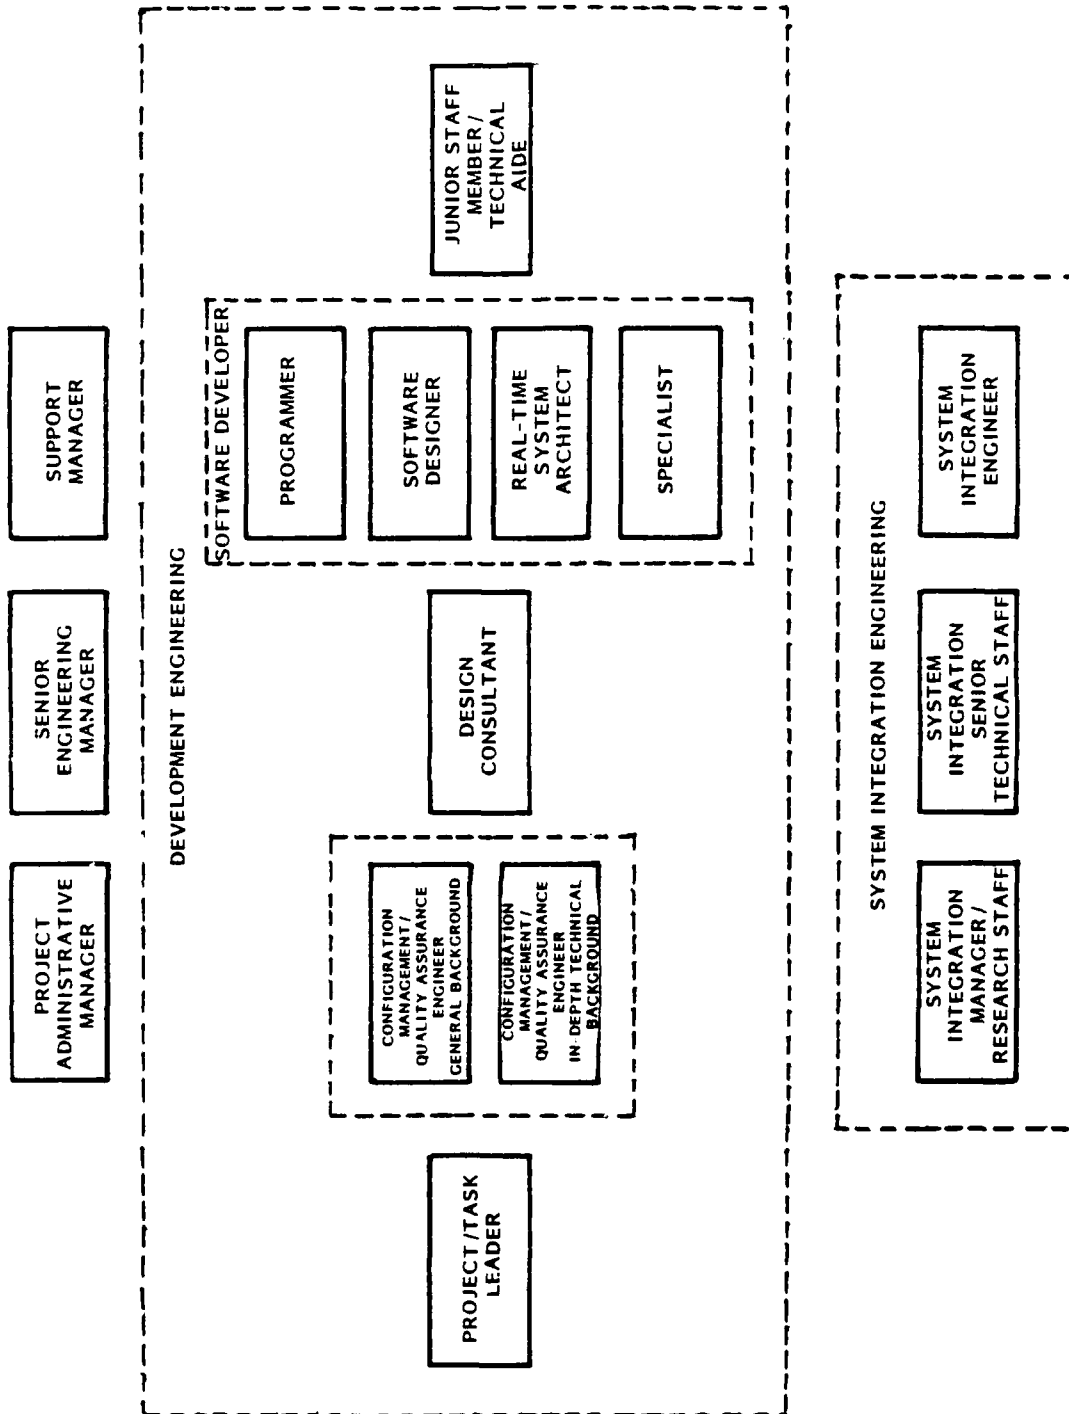 PROJECT
ADMINISTRATIVE
MANAGER
SENIOR
ENGINEERING
MANAGER
SUPPORT
MANAGER
DEVELOPMENT ENGINEERING
PROJECT/TASK
LEADER
CONFIGURATION
MANAGEMENT/
QUALITY ASSURANCE
ENGINEER
GENERAL BACKGROUND
CONFIGURATION
MANAGEMENT/
QUALITY ASSURANCE
ENGINEER
IN-DEPTH TECHNICAL
BACKGROUND
DESIGN
CONSULTANT
SOFTWARE DEVELOPER
PROGRAMMER
SOFTWARE
DESIGNER
REAL-TIME
SYSTEM
ARCHITECT
SPECIALIST
JUNIOR STAFF
MEMBER/
TECHNICAL
AIDE
SYSTEM INTEGRATION ENGINEERING
SYSTEM
INTEGRATION
MANAGER/
RESEARCH STAFF
SYSTEM
INTEGRATION
SENIOR
TECHNICAL STAFF
SYSTEM
INTEGRATION
ENGINEER